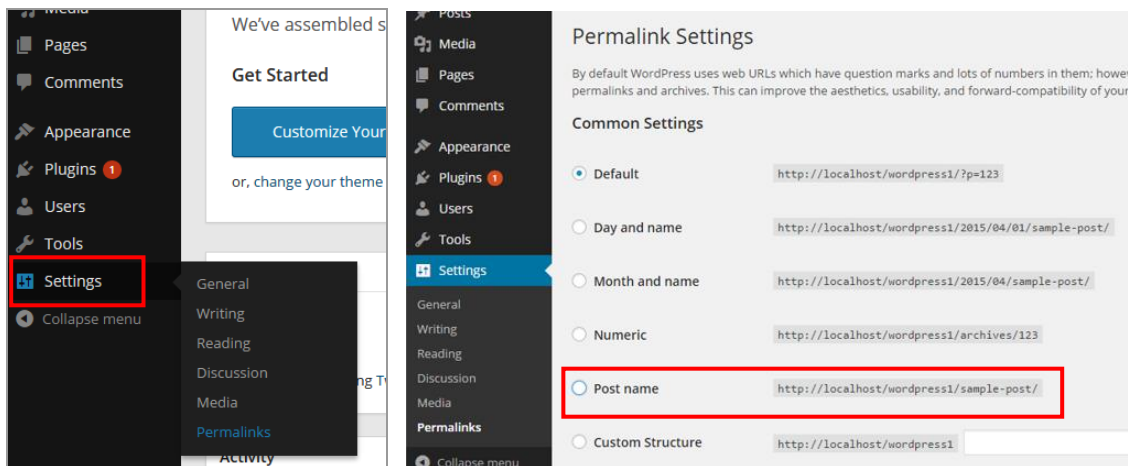 Media
Pages
Comments
Appearance
Plugins 1
Users
Tools
Settings
Collapse menu
General
Writing
Reading
Discussion
Media
Permalinks
We've assembled s
Get Started
Customize Your
or, change your theme
ng T
Activity
Posts
Media
Pages
Comments
Appearance
Plugins 1
Users
Tools
Settings
General
Writing
Reading
Discussion
Media
Permalinks
Collapse menu
Permalink Settings
By default WordPress uses web URLs which have question marks and lots of numbers in them; howe
permalinks and archives. This can improve the aesthetics, usability, and forward-compatibility of your
Common Settings
Default http://localhost/wordpress1/?p=123
Day and name http://localhost/wordpress1/2015/04/01/sample-post/
Month and name http://localhost/wordpress1/2015/04/sample-post/
Numeric http://localhost/wordpress1/archives/123
Post name http://localhost/wordpress1/sample-post/
Custom Structure http://localhost/wordpress1